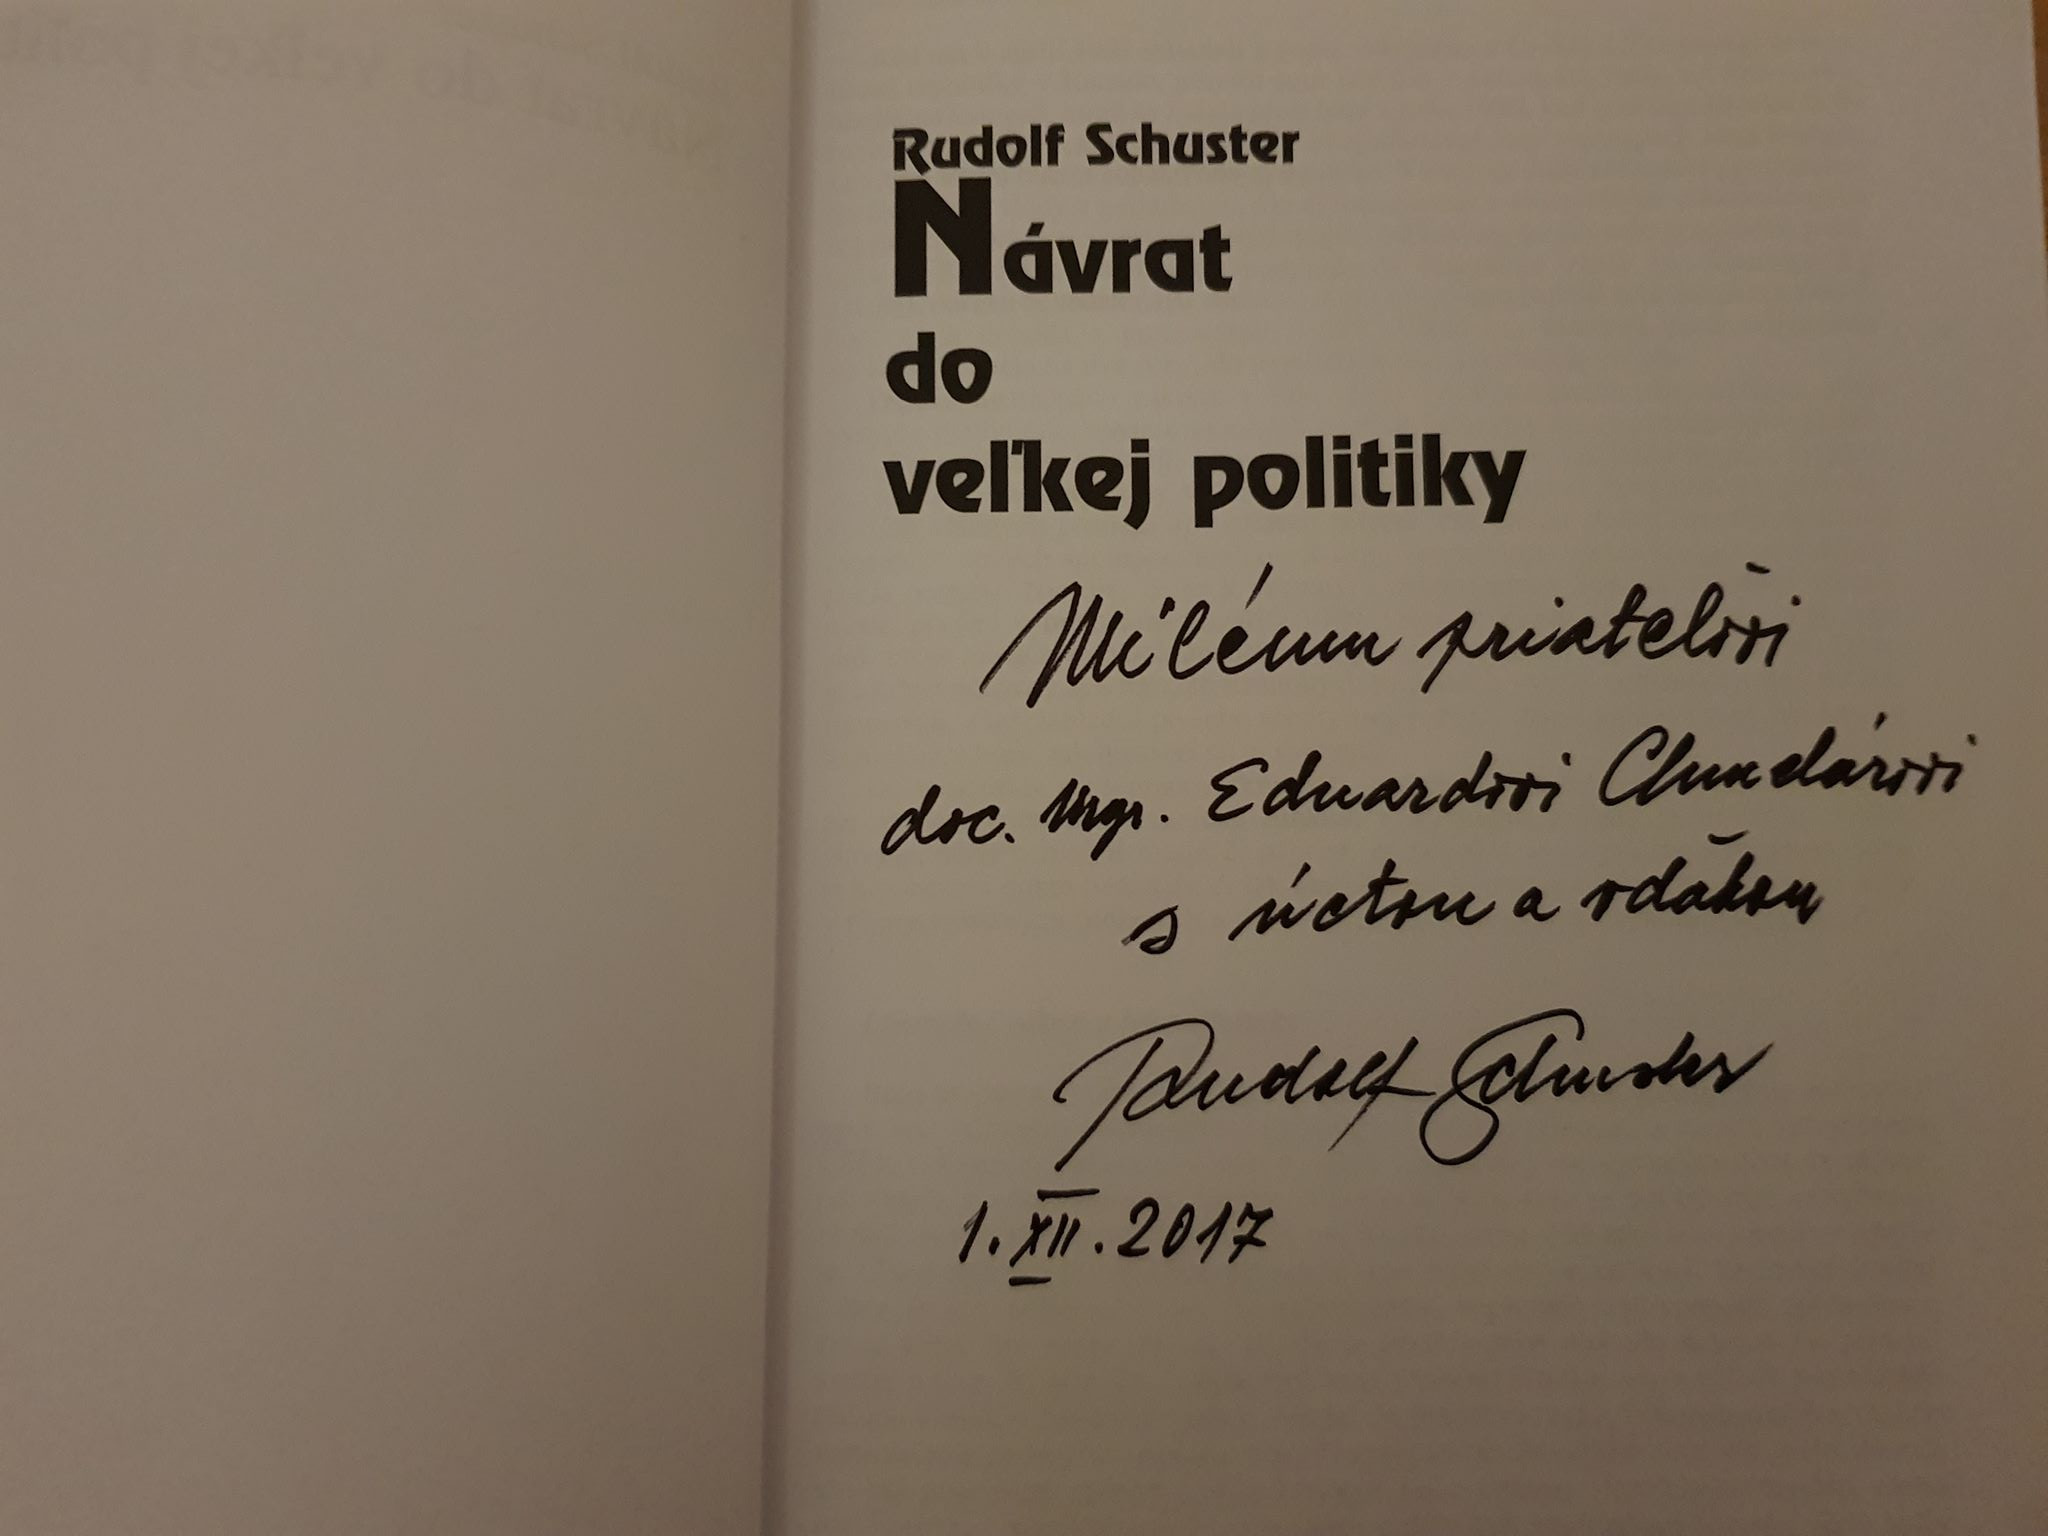 Rudolf Schuster
Návrat
do
veľkej politiky
Milému priateľovi
doc. Mgr. Eduardovi Chmelárovi
s úctou a vďakou
Rudolf Schuster
1. XII. 2017